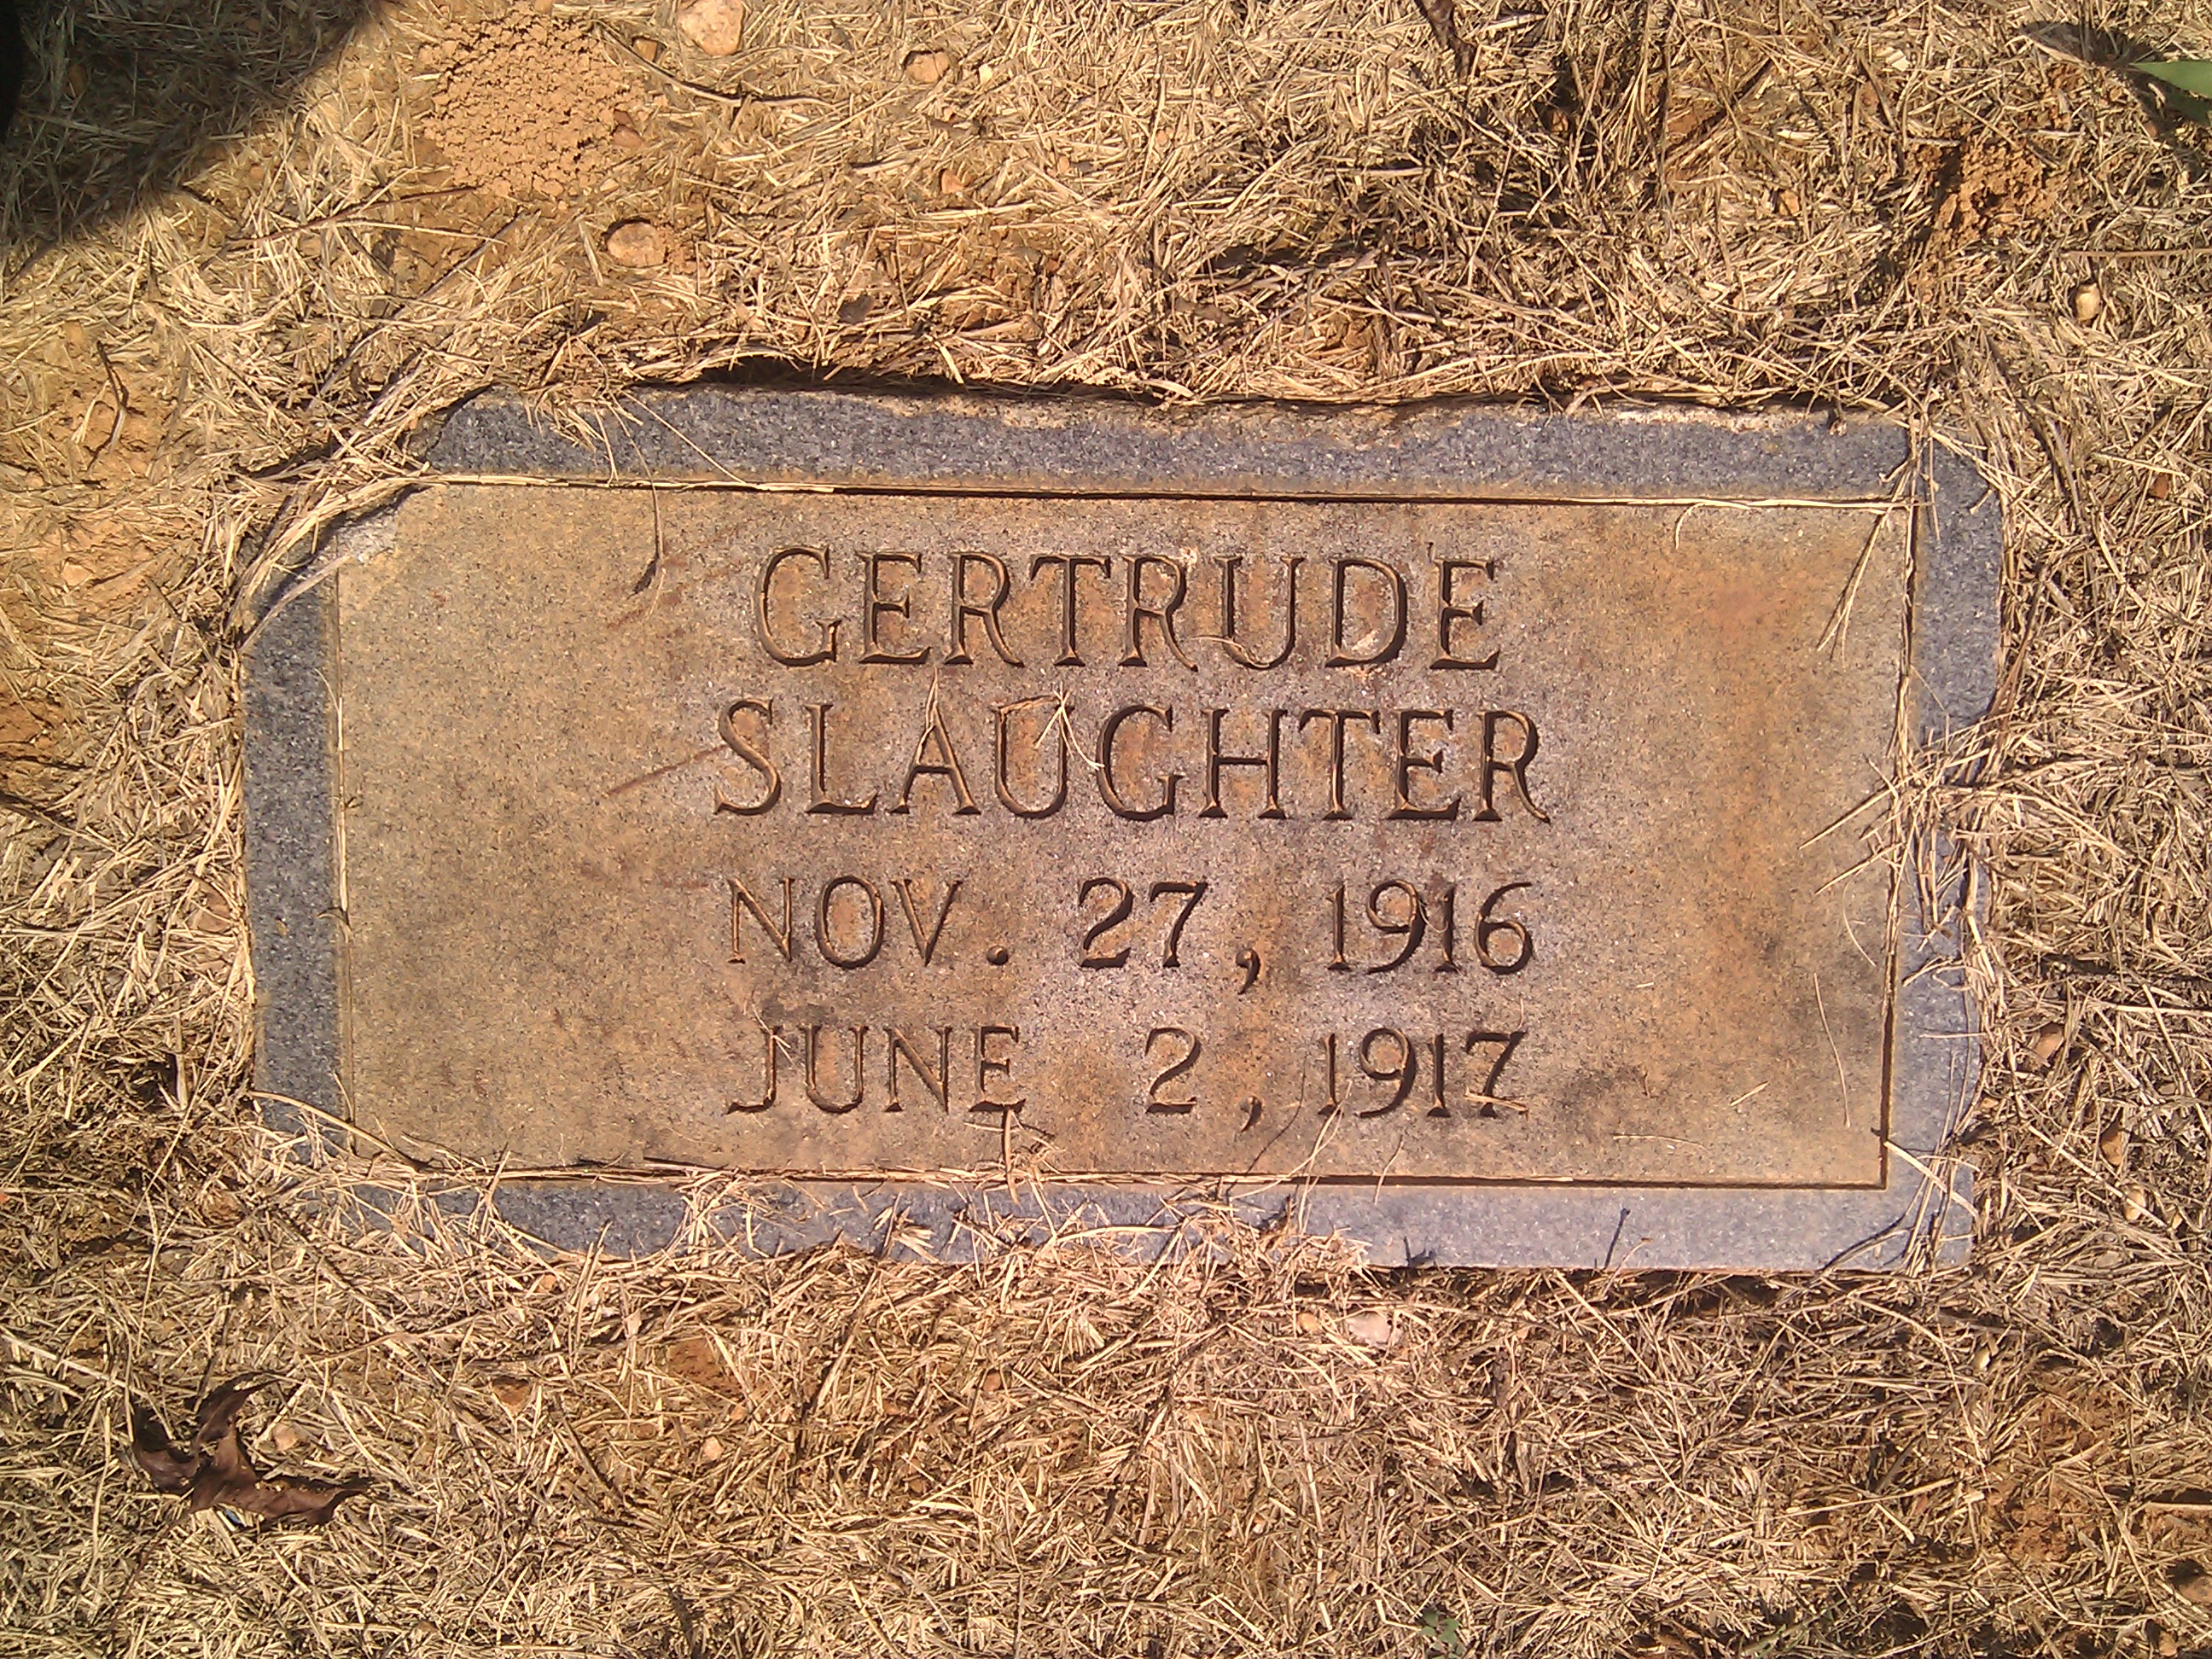 GERTRUDE
SLAUGHTER
NOV. 27, 1916
JUNE 2, 1917